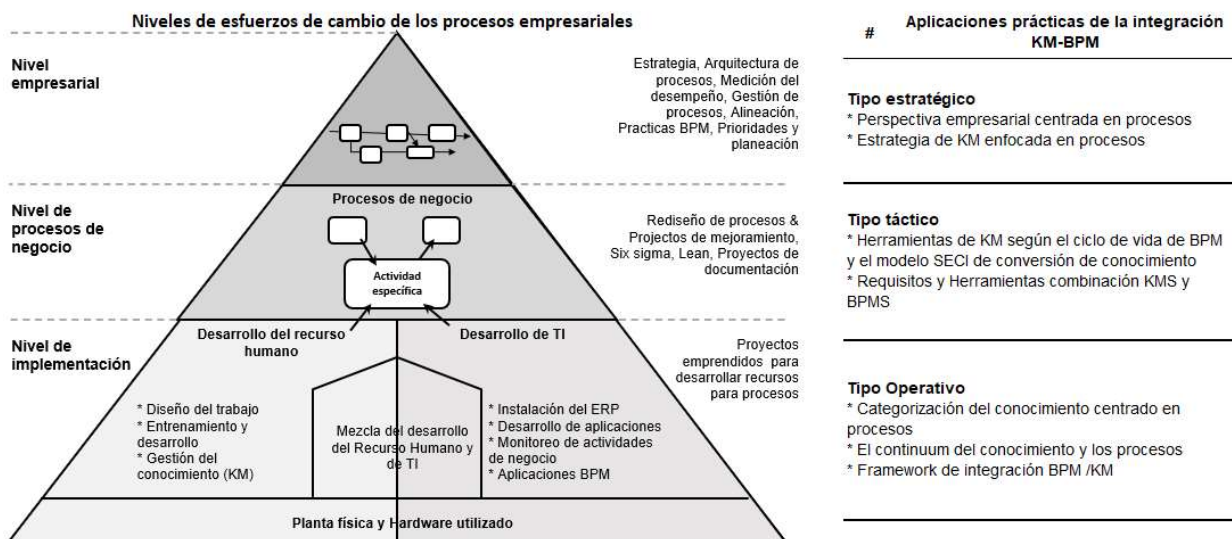 Niveles de esfuerzos de cambio de los procesos empresariales
Nivel
empresarial
Estrategia, Arquitectura de
procesos, Medición del
desempeño, Gestión de
procesos, Alineación,
Practicas BPM, Prioridades y
planeación
Nivel de
procesos de
negocio
Procesos de negocio
Actividad
específica
Rediseño de procesos &
Projectos de mejoramiento,
Six sigma, Lean, Proyectos de
documentación
Nivel de
implementación
Desarrollo del recurso
humano
Desarrollo de TI
Proyectos
emprendidos para
desarrollar recursos
para procesos
* Diseño del trabajo
* Entrenamiento y
desarrollo
* Gestión del
conocimiento (KM)
Mezcla del desarrollo
del Recurso Humano y
de TI
* Instalación del ERP
* Desarrollo de aplicaciones
* Monitoreo de actividades
de negocio
* Aplicaciones BPM
Planta física y Hardware utilizado
# Aplicaciones prácticas de la integración
KM-BPM
Tipo estratégico
* Perspectiva empresarial centrada en procesos
* Estrategia de KM enfocada en procesos
Tipo táctico
* Herramientas de KM según el ciclo de vida de BPM
y el modelo SECI de conversión de conocimiento
* Requisitos y Herramientas combinación KMS y
BPMS
Tipo Operativo
* Categorización del conocimiento centrado en
procesos
* El continuum del conocimiento y los procesos
* Framework de integración BPM /KM